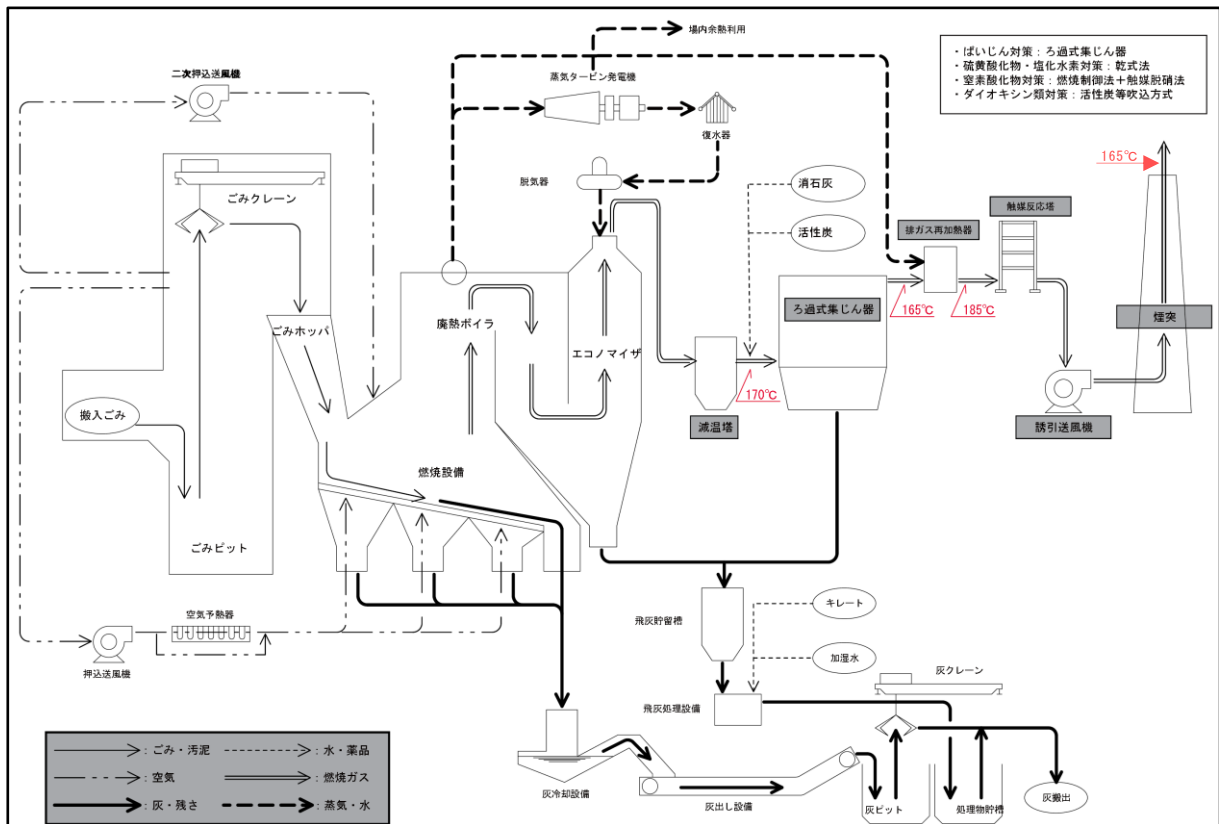 場内余熱利用
・ばいじん対策：ろ過式集じん器
・硫黄酸化物・塩化水素対策：乾式法
・窒素酸化物対策：燃焼制御法＋触媒脱硝法
・ダイオキシン類対策：活性炭等吹込方式
二次押込送風機
蒸気タービン発電機
復水器
脱気器
165℃
ごみクレーン
消石灰
活性炭
触媒反応塔
排ガス再加熱器
ろ過式集じん器
165℃
185℃
煙突
ごみホッパ
廃熱ボイラ
エコノマイザ
170℃
減温塔
誘引送風機
搬入ごみ
燃焼設備
ごみピット
空気予熱器
押込送風機
飛灰貯留槽
キレート
加湿水
飛灰処理設備
灰クレーン
灰冷却設備
灰出し設備
灰ピット
処理物貯槽
灰搬出
：ごみ・汚泥
：水・薬品
：空気
：燃焼ガス
：灰・残さ
：蒸気・水